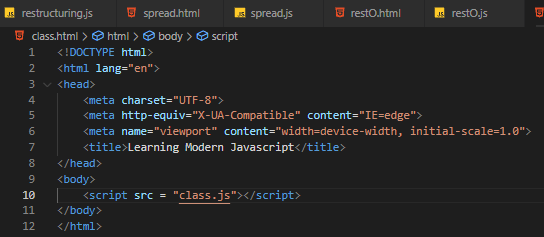 restructuring.js spread.html spread.js restO.html restO.js
class.html > html > body > script
1 <!DOCTYPE html>
2 <html lang="en">
3 <head>
4 <meta charset="UTF-8">
5 <meta http-equiv="X-UA-Compatible" content="IE=edge">
6 <meta name="viewport" content="width=device-width, initial-scale=1.0">
7 <title>Learning Modern Javascript</title>
8 </head>
9 <body>
10 <script src = "class.js"></script>
11 </body>
12 </html>